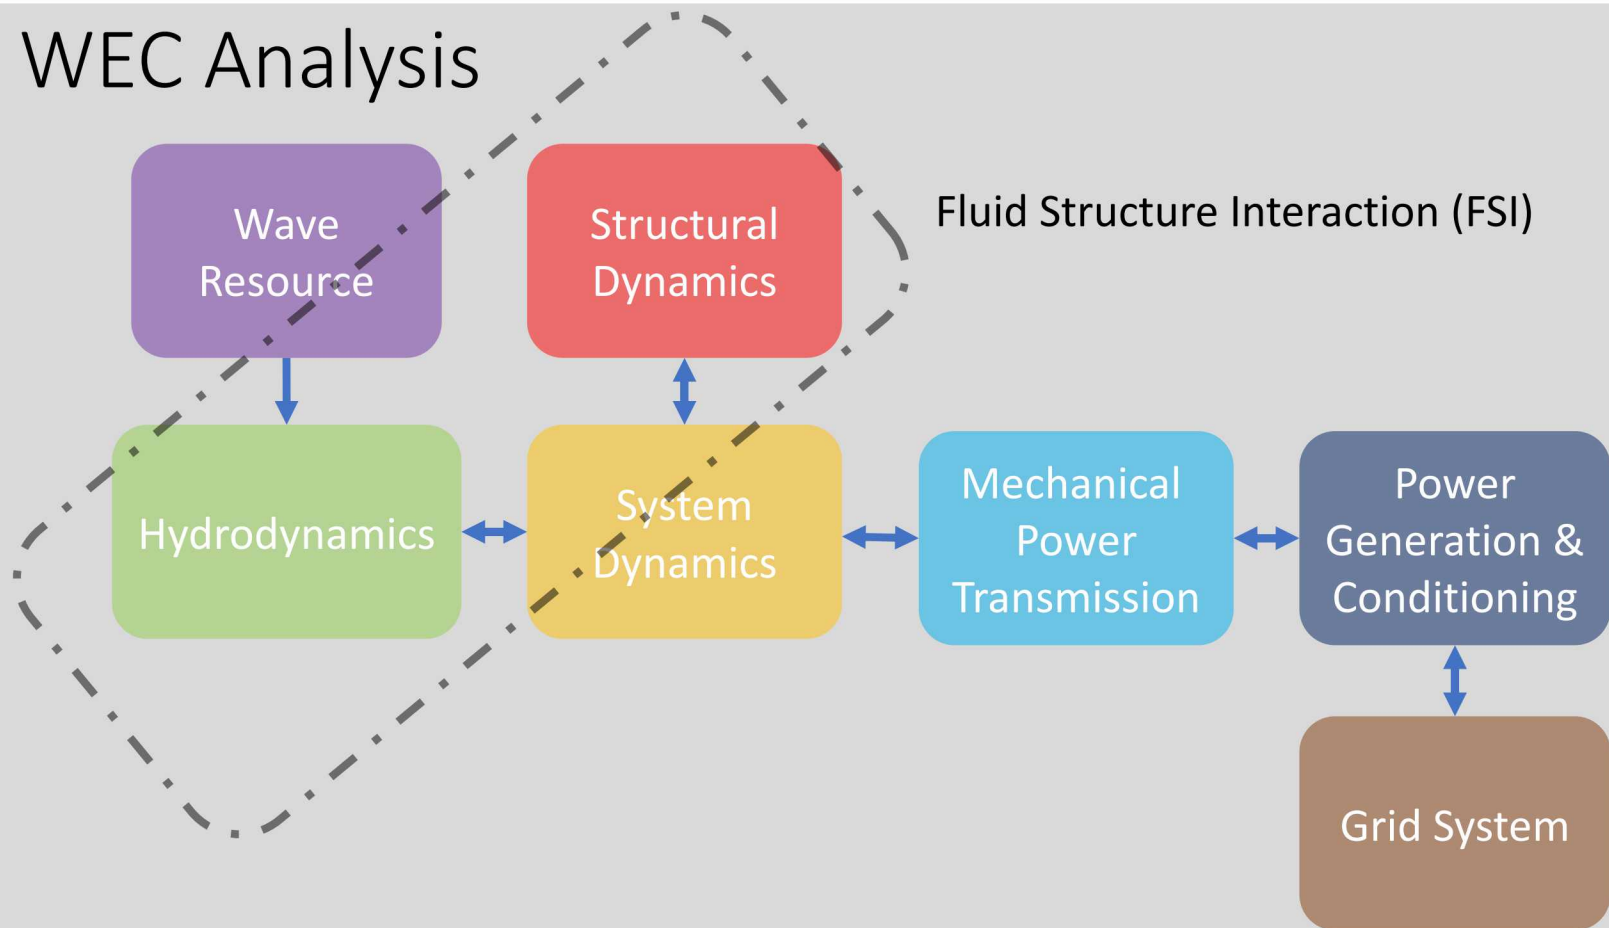 WEC Analysis
Wave
Resource
Structural
Dynamics
Fluid Structure Interaction (FSI)
Hydrodynamics
System
Dynamics
Mechanical
Power
Transmission
Power
Generation &
Conditioning
Grid System